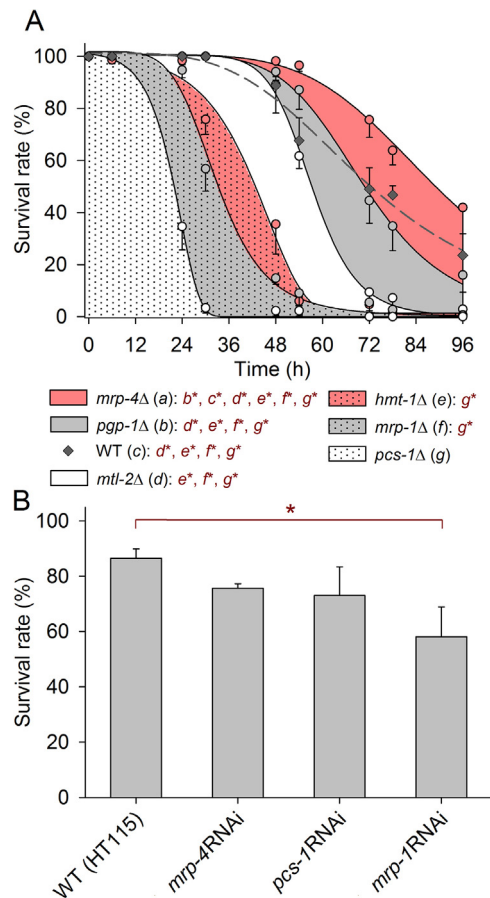 A
Survival rate (%)
100
80
60
40
20
0
0 12 24 36 48 60 72 84 96
Time (h)
mrp-4Δ (a): b*, c*, d*, e*, f*, g*
hmt-1Δ (e): g*
pgp-1Δ (b): d*, e*, f*, g*
mrp-1Δ (f): g*
WT (c): d*, e*, f*, g*
pcs-1Δ (g)
mtl-2Δ (d): e*, f*, g*
B
Survival rate (%)
100
80
60
40
20
0
*
WT (HT115)
mrp-4RNAi
pcs-1RNAi
mrp-1RNAi